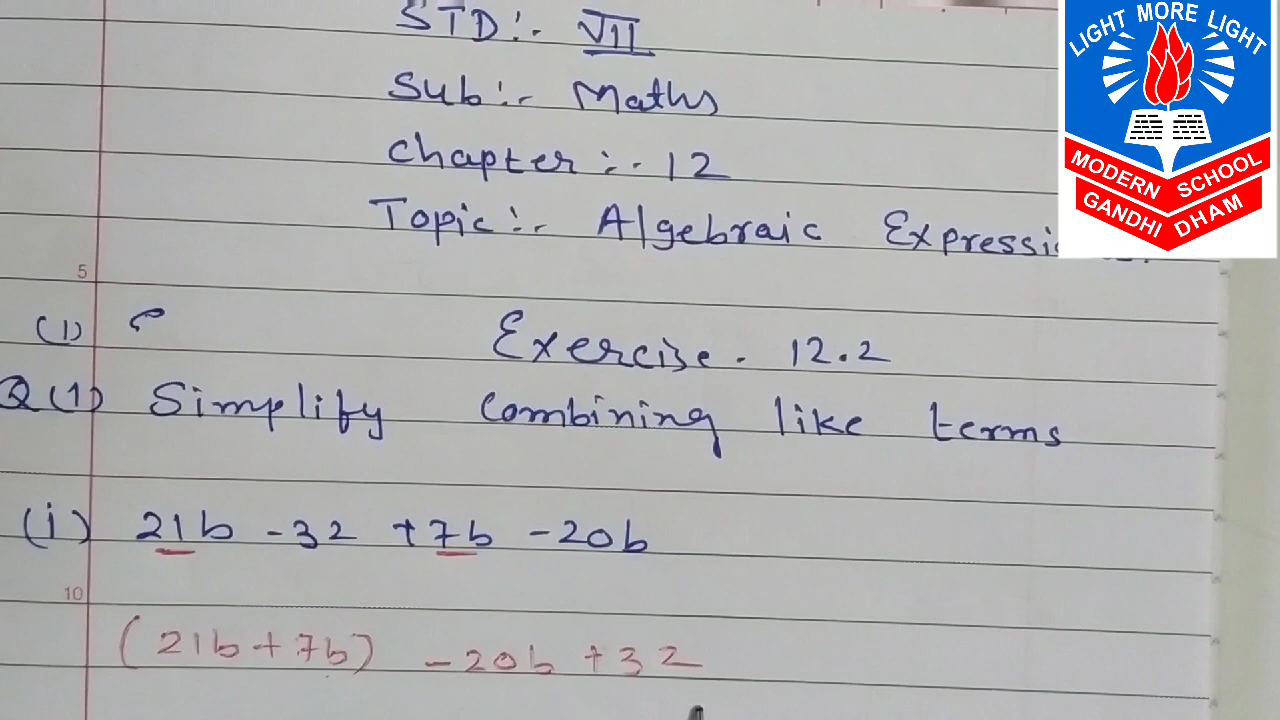 STD :- VII
Sub :- Maths
Chapter :- 12
Topic :- Algebraic
LIGHT MORE LIGHT
MODERN SCHOOL
GANDHI DHAM
5
(1)
Exercise. 12.2
Q(1) Simplify combining like terms
(i) 21b - 32 + 7b - 20b
10
(21b + 7b) - 20b + 32